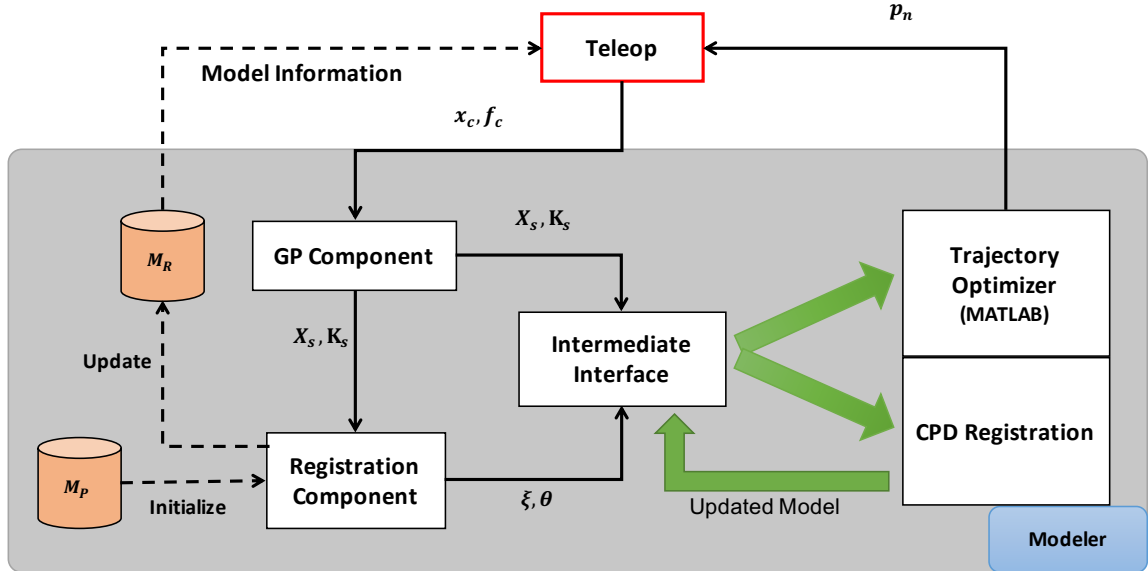 pₙ
Teleop
Model Information
x_c, f_c
X_s, K_s
GP Component
M_R
Trajectory
Optimizer
(MATLAB)
X_s, K_s
Intermediate
Interface
Update
CPD Registration
Registration
Component
M_P
Initialize
ξ, θ
Updated Model
Modeler